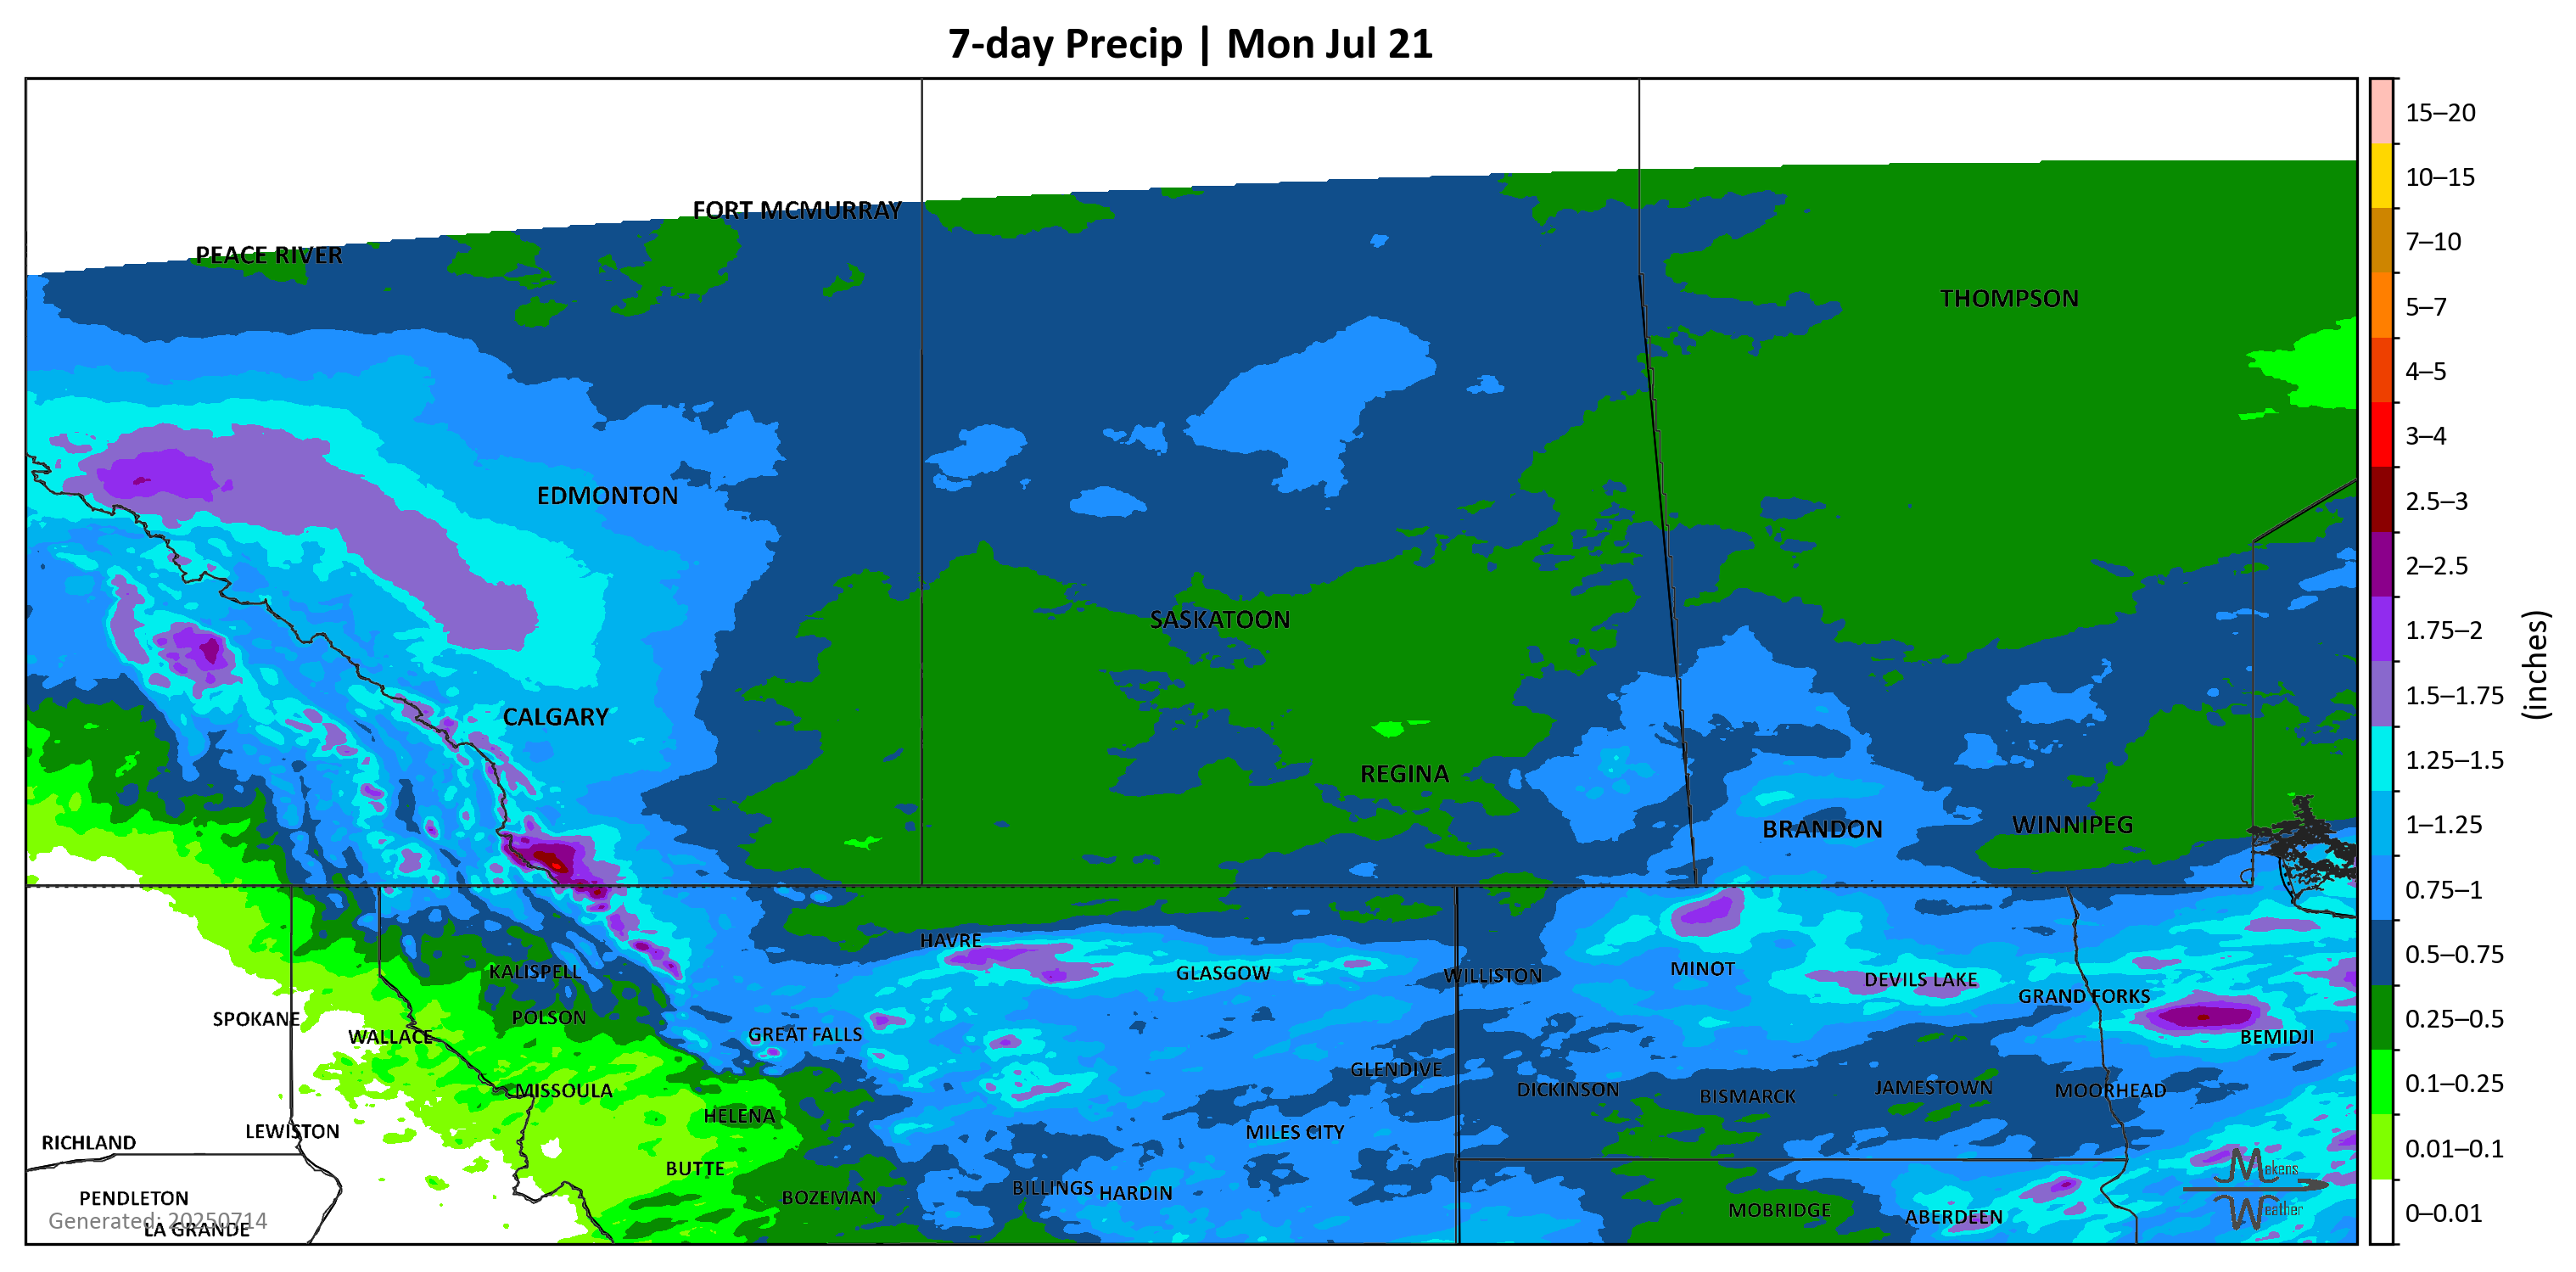 7-day Precip | Mon Jul 21
FORT MCMURRAY
PEACE RIVER
THOMPSON
EDMONTON
SASKATOON
CALGARY
REGINA
BRANDON
WINNIPEG
HAVRE
KALISPELL
GLASGOW
WILLISTON
MINOT
DEVILS LAKE
GRAND FORKS
SPOKANE
POLSON
WALLACE
GREAT FALLS
BEMIDJI
GLENDIVE
MISSOULA
DICKINSON
BISMARCK
JAMESTOWN
MOORHEAD
HELENA
RICHLAND
LEWISTON
MILES CITY
BUTTE
PENDLETON
BOZEMAN
BILLINGS
HARDIN
MOBRIDGE
ABERDEEN
Generated: 20250714
LA GRANDE
Mekens
Weather
15–20
10–15
7–10
5–7
4–5
3–4
2.5–3
2–2.5
1.75–2
1.5–1.75
1.25–1.5
1–1.25
0.75–1
0.5–0.75
0.25–0.5
0.1–0.25
0.01–0.1
0–0.01
(inches)